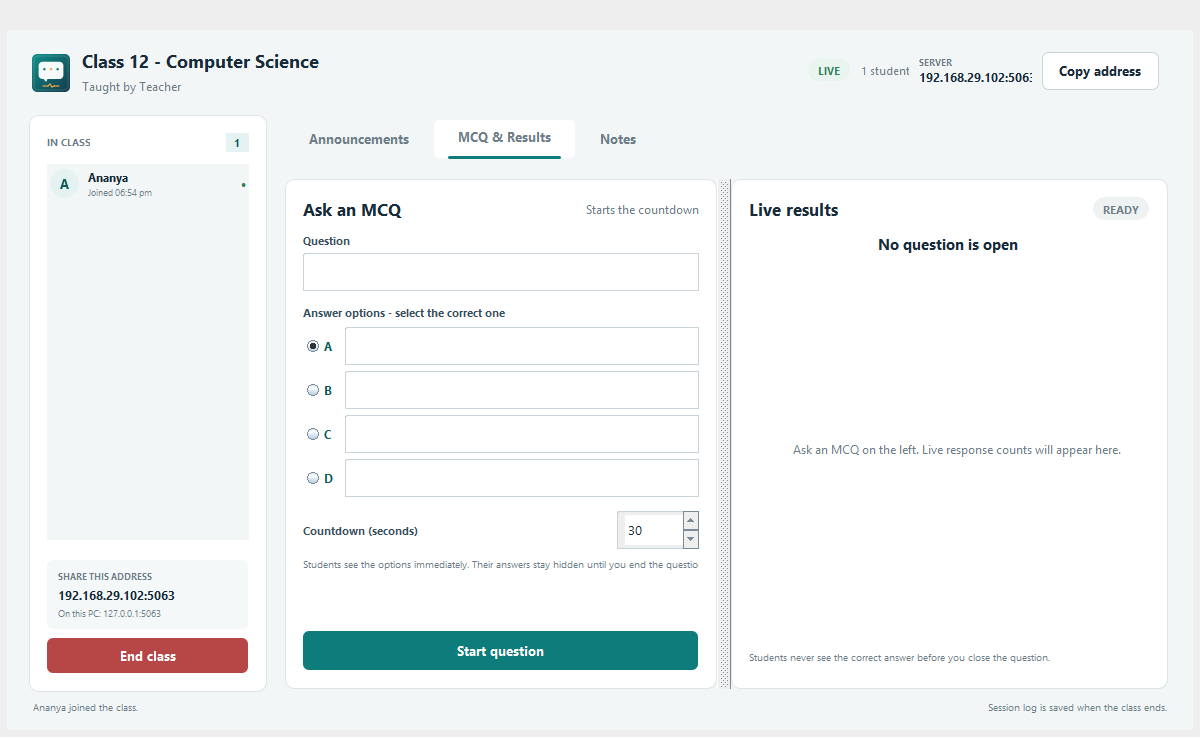 Class 12 - Computer Science
Taught by Teacher
LIVE
1 student
SERVER
192.168.29.102:506
Copy address
IN CLASS
1
A
Ananya
Joined 06:54 pm
SHARE THIS ADDRESS
192.168.29.102:5063
On this PC: 127.0.0.1:5063
End class
Announcements
MCQ & Results
Notes
Ask an MCQ
Starts the countdown
Question
Answer options - select the correct one
A
B
C
D
Countdown (seconds)
30
Students see the options immediately. Their answers stay hidden until you end the questio
Start question
Live results
READY
No question is open
Ask an MCQ on the left. Live response counts will appear here.
Students never see the correct answer before you close the question.
Ananya joined the class.
Session log is saved when the class ends.